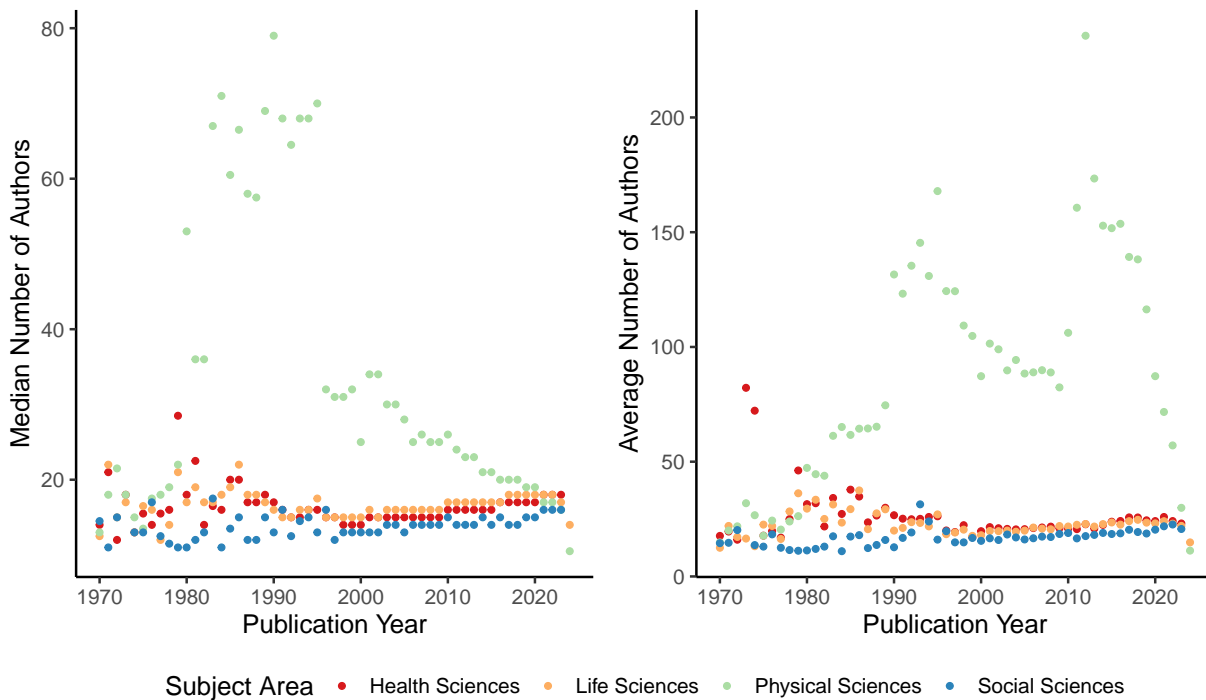 Median Number of Authors
80
60
40
20
1970 1980 1990 2000 2010 2020
Publication Year
Average Number of Authors
200
150
100
50
0
1970 1980 1990 2000 2010 2020
Publication Year
Subject Area Health Sciences Life Sciences Physical Sciences Social Sciences